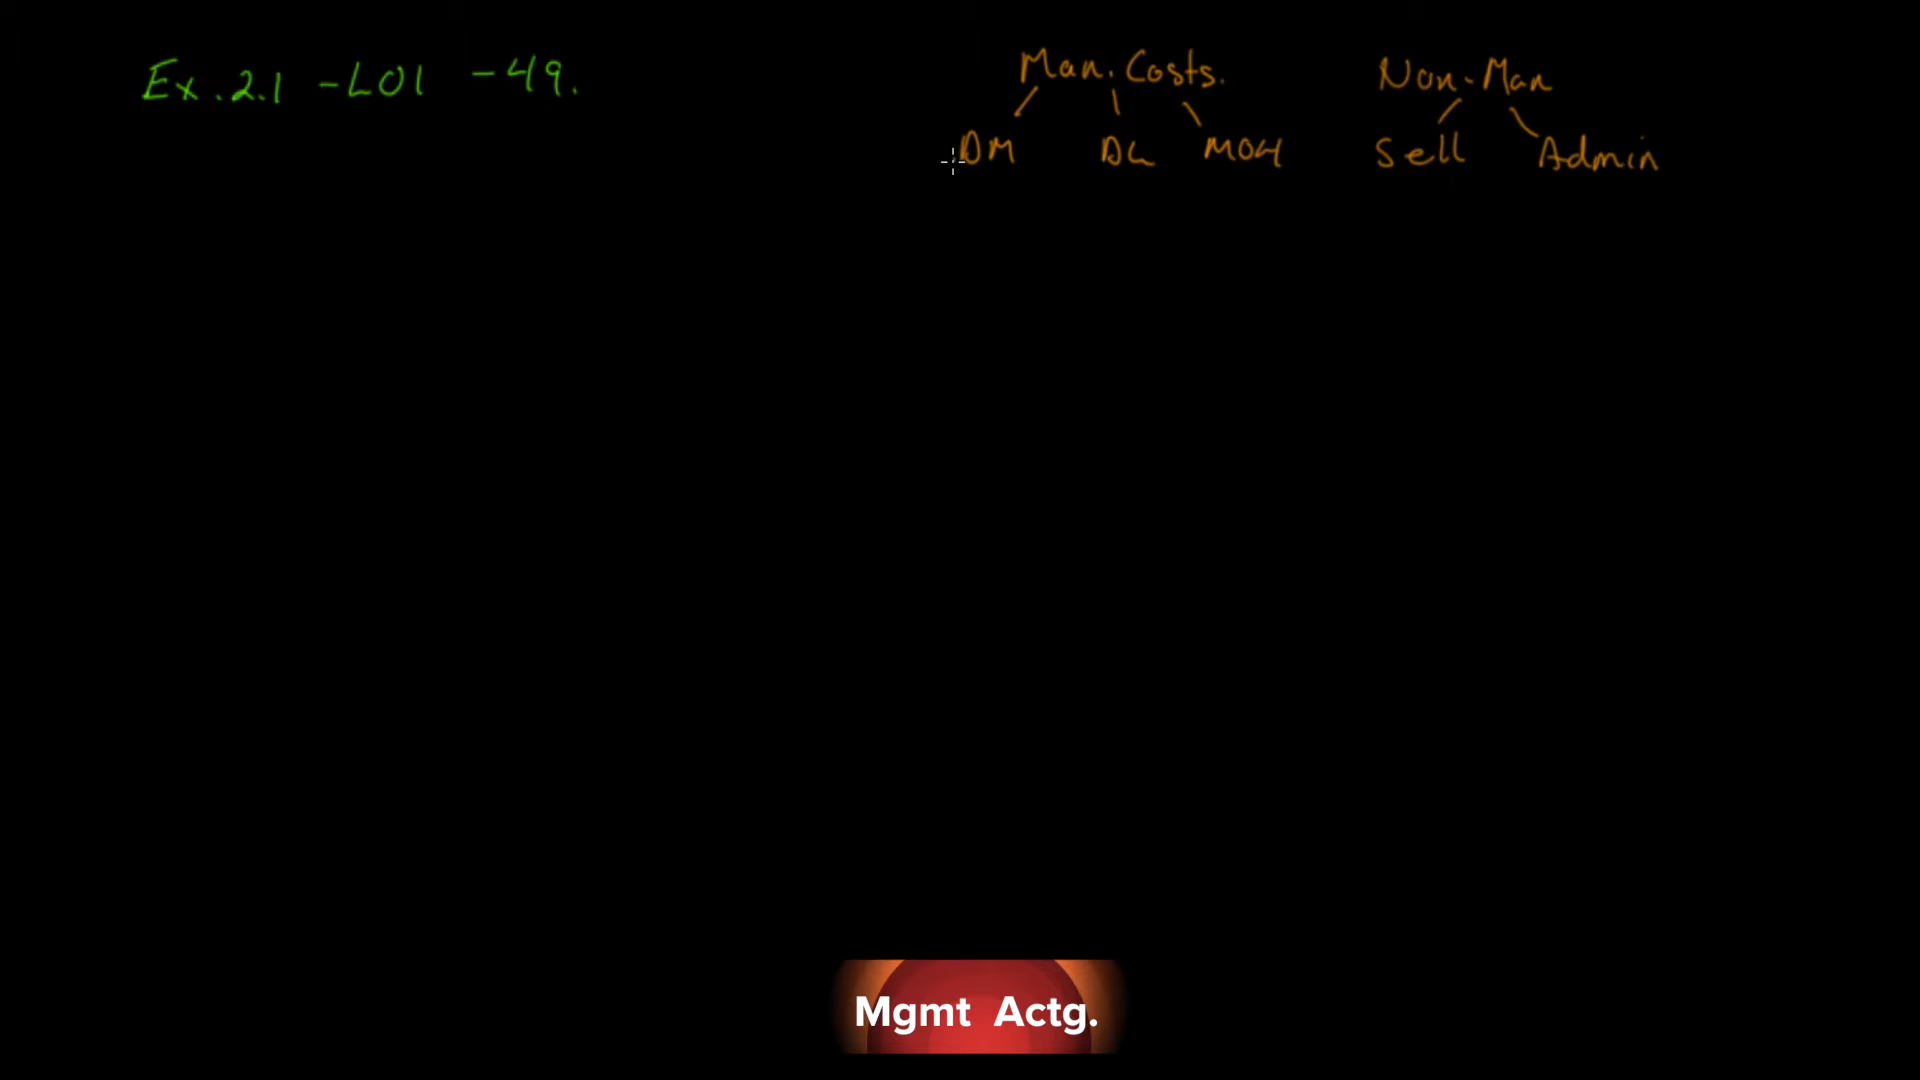 Ex. 2.1 - LO1 - 49.
Man. Costs.
DM DL MOH
Non-Man
Sell Admin
Mgmt Actg.